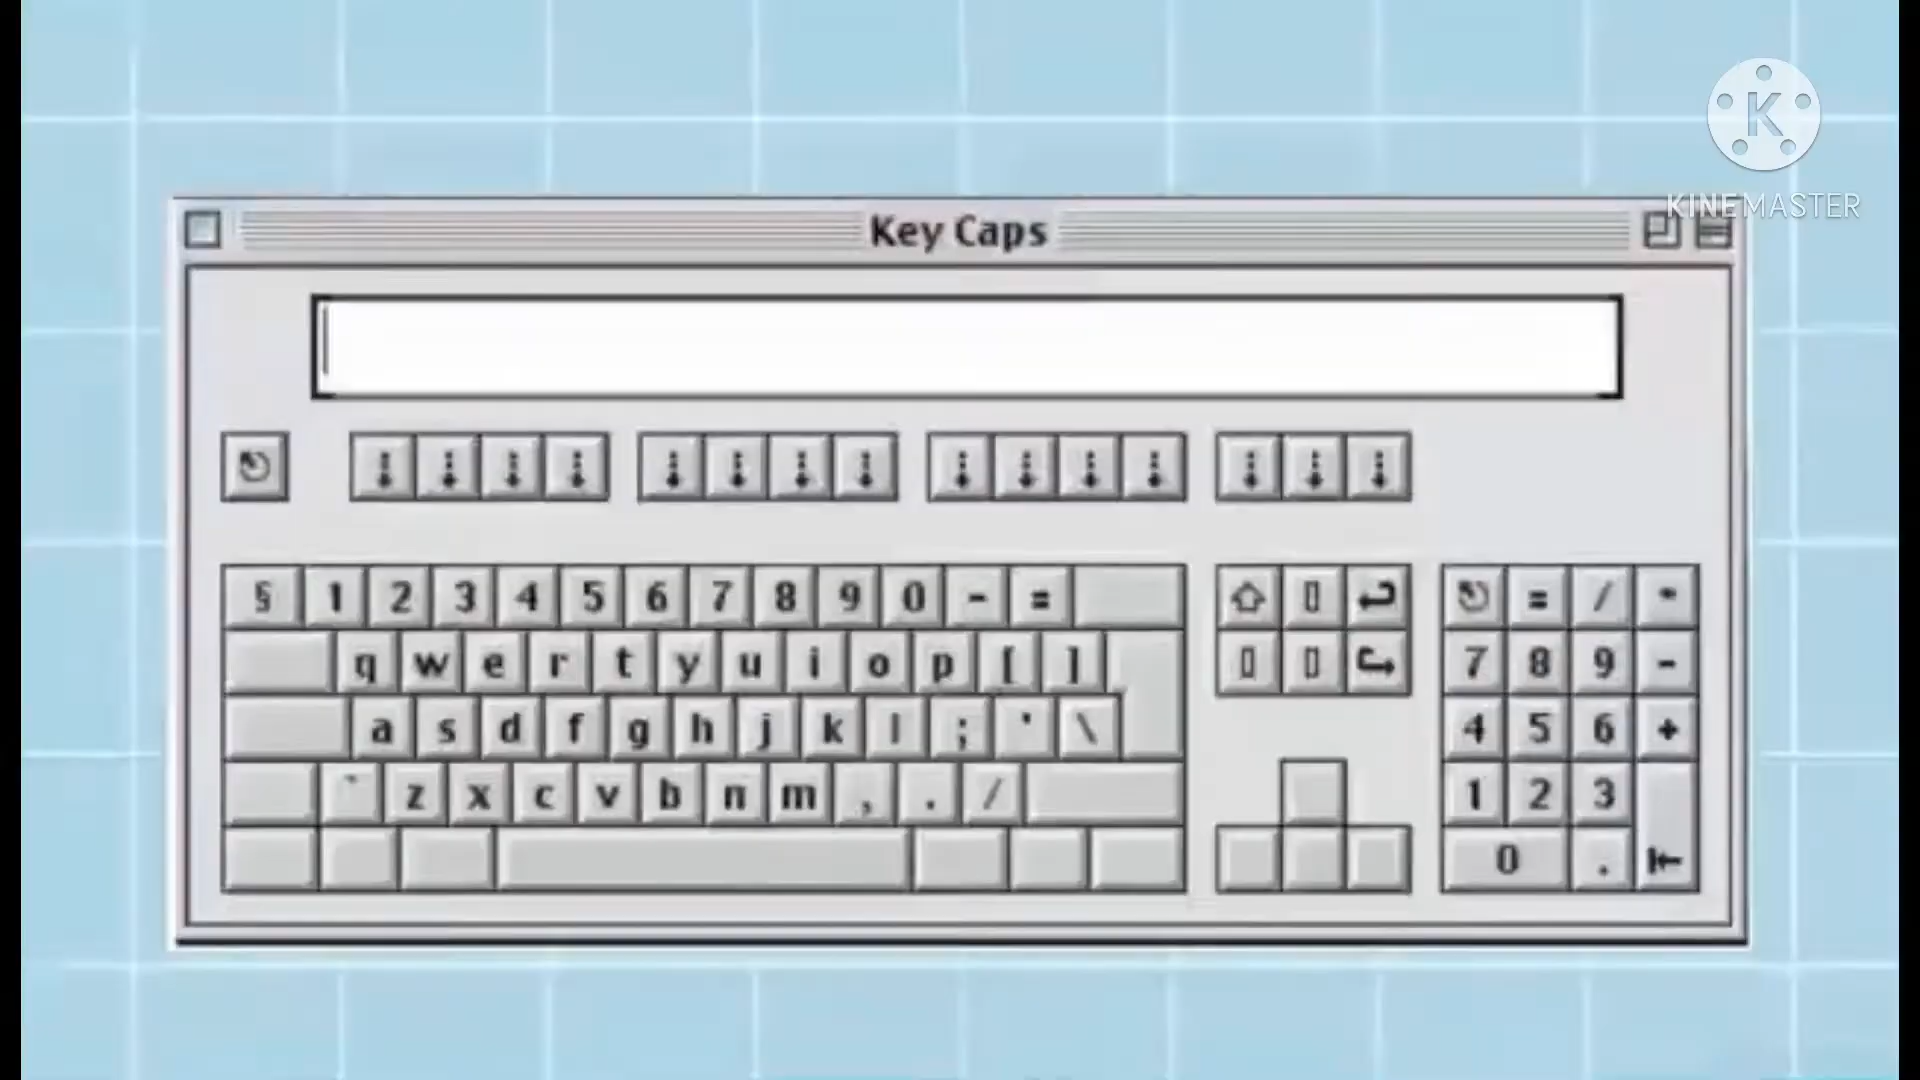 K
KINEMASTER
Key Caps
§ 1 2 3 4 5 6 7 8 9 0 - =
q w e r t y u i o p [ ]
a s d f g h j k l ; ' \
` z x c v b n m , . /
= / *
7 8 9 -
4 5 6 +
1 2 3
0 .